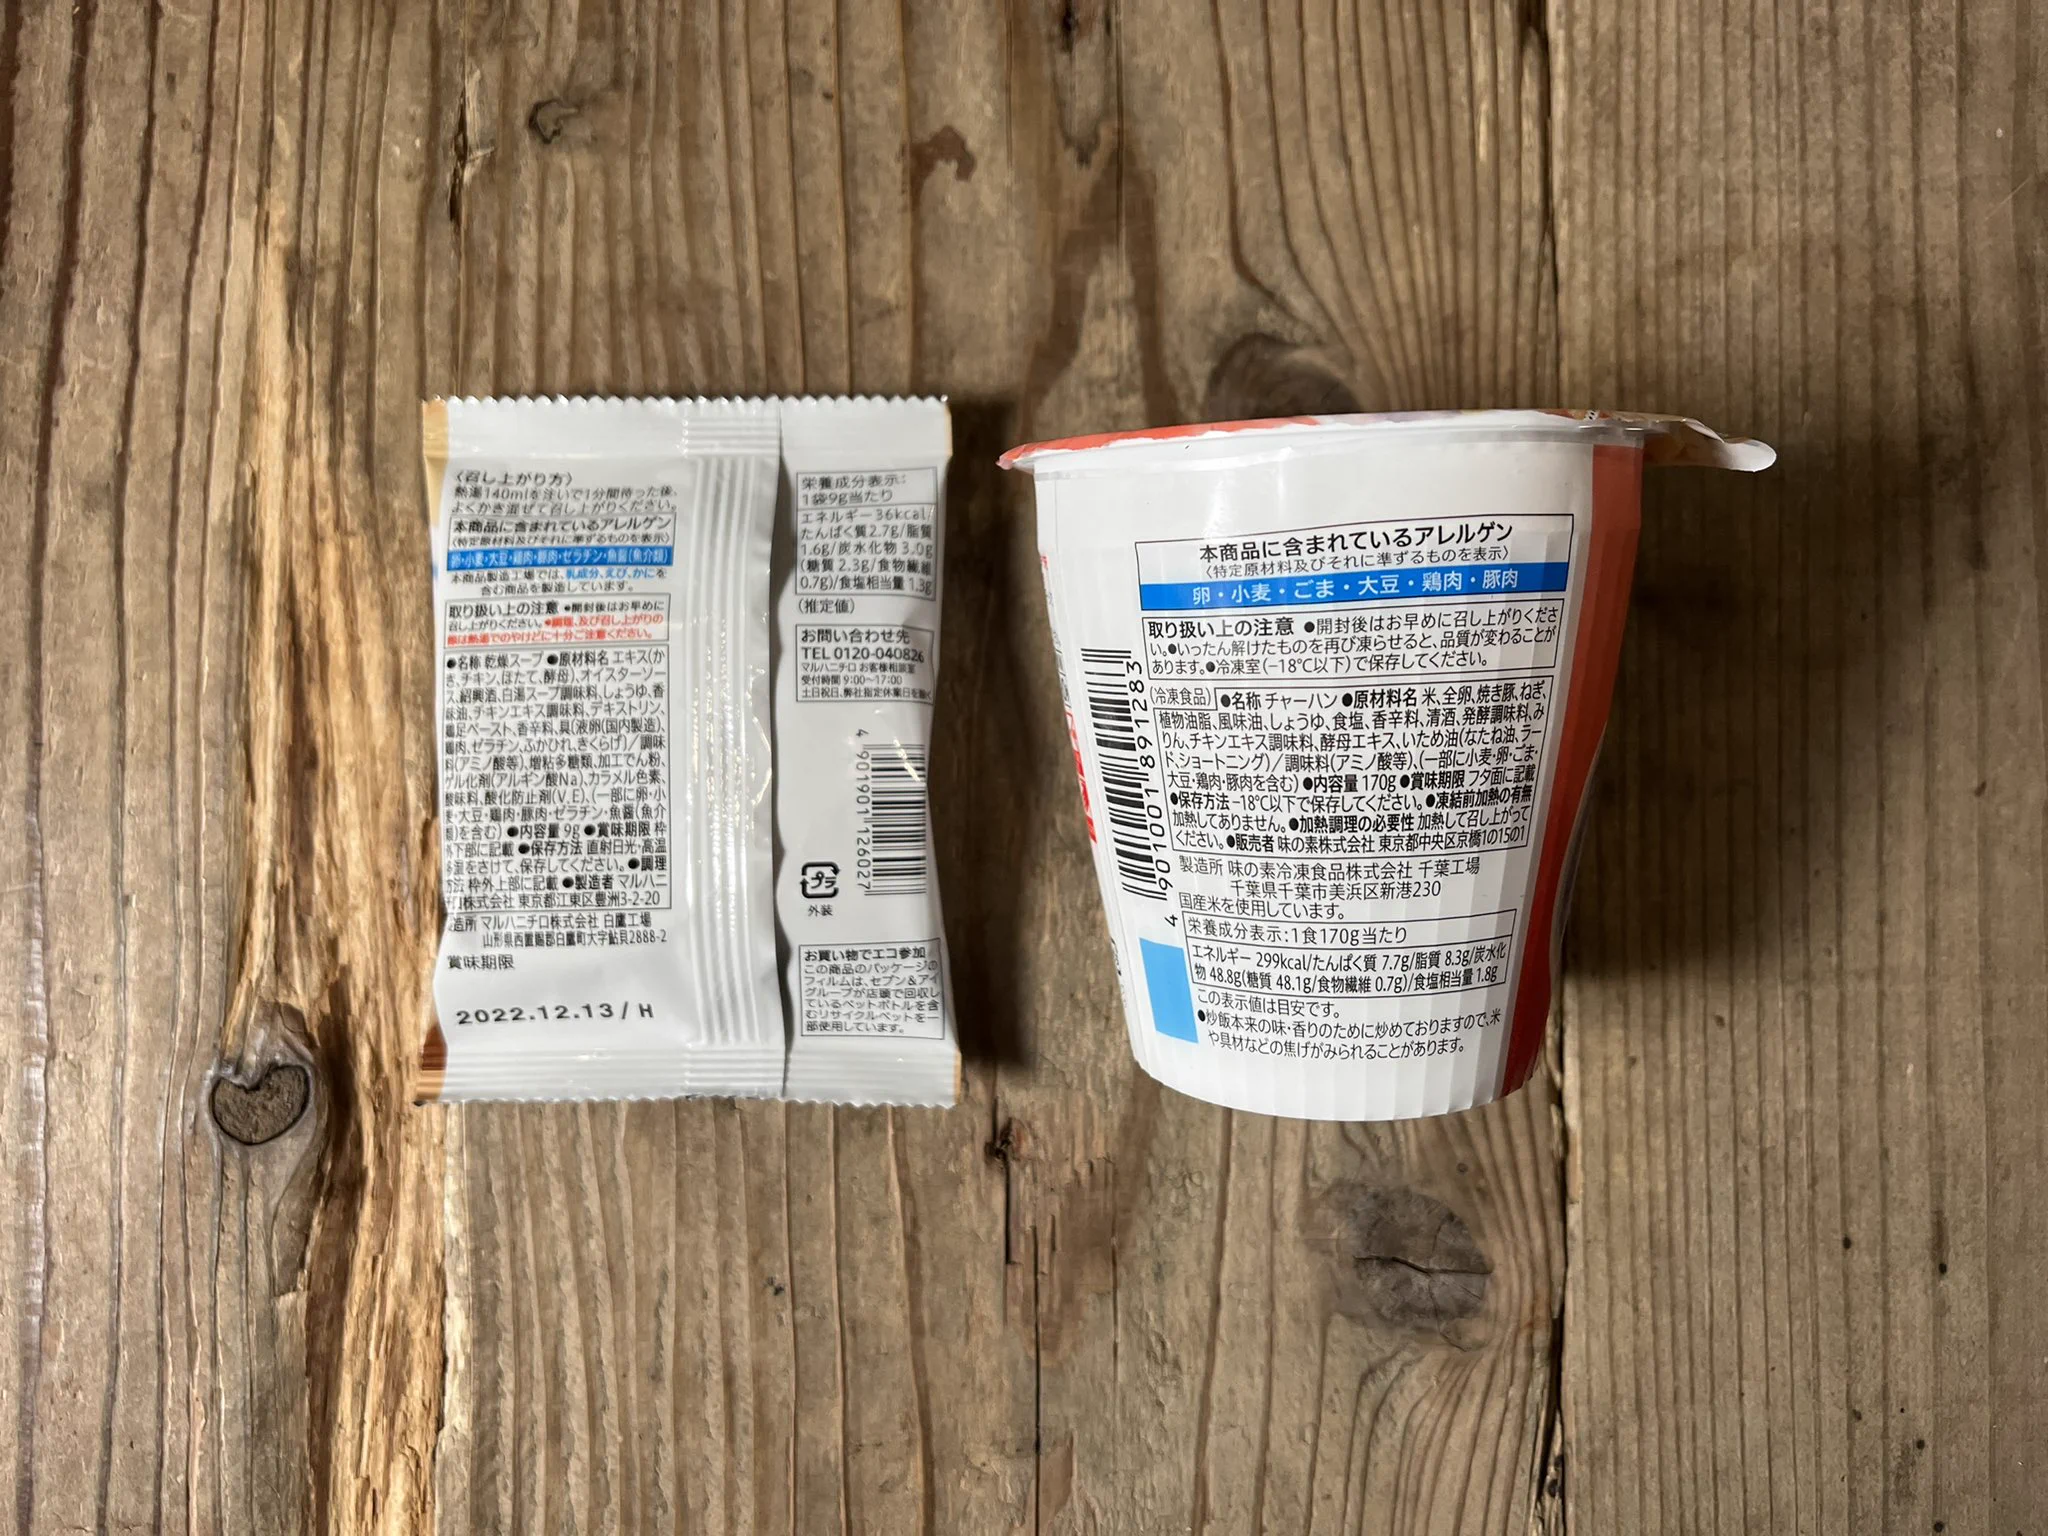 〈召し上がり方〉
熱湯140mlを注いで1分間待った後、
よくかき混ぜて召し上がりください。
本商品に含まれているアレルゲン
〈特定原材料及びそれに準ずるものを表示〉
卵・小麦・大豆・鶏肉・豚肉・ゼラチン・魚醤(魚介類)
本商品製造工場では、乳成分、えび、かにを
含む商品を製造しています。
取り扱い上の注意 ●開封後はお早めに
召し上がりください。●調理、及び召し上がりの
際は熱湯でのやけどに十分ご注意ください。
●名称 乾燥スープ ●原材料名 エキス(か
き、チキン、ほたて、酵母)、オイスターソー
ス、紹興酒、白湯スープ調味料、しょうゆ、香
味油、チキンエキス調味料、デキストリン、
鶏足ペースト、香辛料、具(液卵(国内製造)、
鶏肉、ゼラチン、ふかひれ、きくらげ)/調味
料(アミノ酸等)、増粘多糖類、加工でん粉、
ゲル化剤(アルギン酸Na)、カラメル色素、
酸味料、酸化防止剤(V.E)、(一部に卵・小
麦・大豆・鶏肉・豚肉・ゼラチン・魚醤(魚介
類)を含む) ●内容量 9g ●賞味期限 枠
外下部に記載 ●保存方法 直射日光・高温
多湿をさけて、保存してください。●調理
方法 枠外上部に記載 ●製造者 マルハニ
チロ株式会社 東京都江東区豊洲3-2-20
製造所 マルハニチロ株式会社 白鷹工場
山形県西置賜郡白鷹町大字鮎貝2888-2
賞味期限
2022.12.13/H
栄養成分表示:
1袋9g当たり
エネルギー 36kcal/
たんぱく質2.7g/脂質
1.6g/炭水化物 3.0g
(糖質 2.3g/食物繊維
0.7g)/食塩相当量 1.3g
(推定値)
お問い合わせ先
TEL 0120-040826
マルハニチロ お客様相談室
受付時間 9:00〜17:00
土日祝日、弊社指定休業日を除く
4 901901 126027
プラ
外装
お買い物でエコ参加
この商品のパッケージの
フィルムは、セブン&アイ
グループが店頭で回収し
ているペットボトルを含
むリサイクルペットを一
部使用しています。
本商品に含まれているアレルゲン
〈特定原材料及びそれに準ずるものを表示〉
卵・小麦・ごま・大豆・鶏肉・豚肉
取り扱い上の注意 ●開封後はお早めに召し上がりくださ
い。●いったん解けたものを再び凍らせると、品質が変わることが
あります。●冷凍室(−18℃以下)で保存してください。
(冷凍食品) ●名称 チャーハン ●原材料名 米、全卵、焼き豚、ねぎ、
植物油脂、風味油、しょうゆ、食塩、香辛料、清酒、発酵調味料、み
りん、チキンエキス調味料、酵母エキス、いため油(なたね油、ラー
ド、ショートニング)/調味料(アミノ酸等)、(一部に小麦・卵・ごま・
大豆・鶏肉・豚肉を含む) ●内容量 170g ●賞味期限 フタ面に記載
●保存方法 −18℃以下で保存してください。●凍結前加熱の有無
加熱してありません。●加熱調理の必要性 加熱して召し上がって
ください。●販売者 味の素株式会社 東京都中央区京橋1の15の1
製造所 味の素冷凍食品株式会社 千葉工場
千葉県千葉市美浜区新港230
国産米を使用しています。
栄養成分表示:1食170g当たり
エネルギー 299kcal/たんぱく質 7.7g/脂質 8.3g/炭水化
物 48.8g(糖質 48.1g/食物繊維 0.7g)/食塩相当量 1.8g
この表示値は目安です。
●炒飯本来の味・香りのために炒めておりますので、米
や具材などの焦げがみられることがあります。
4 901001 891283